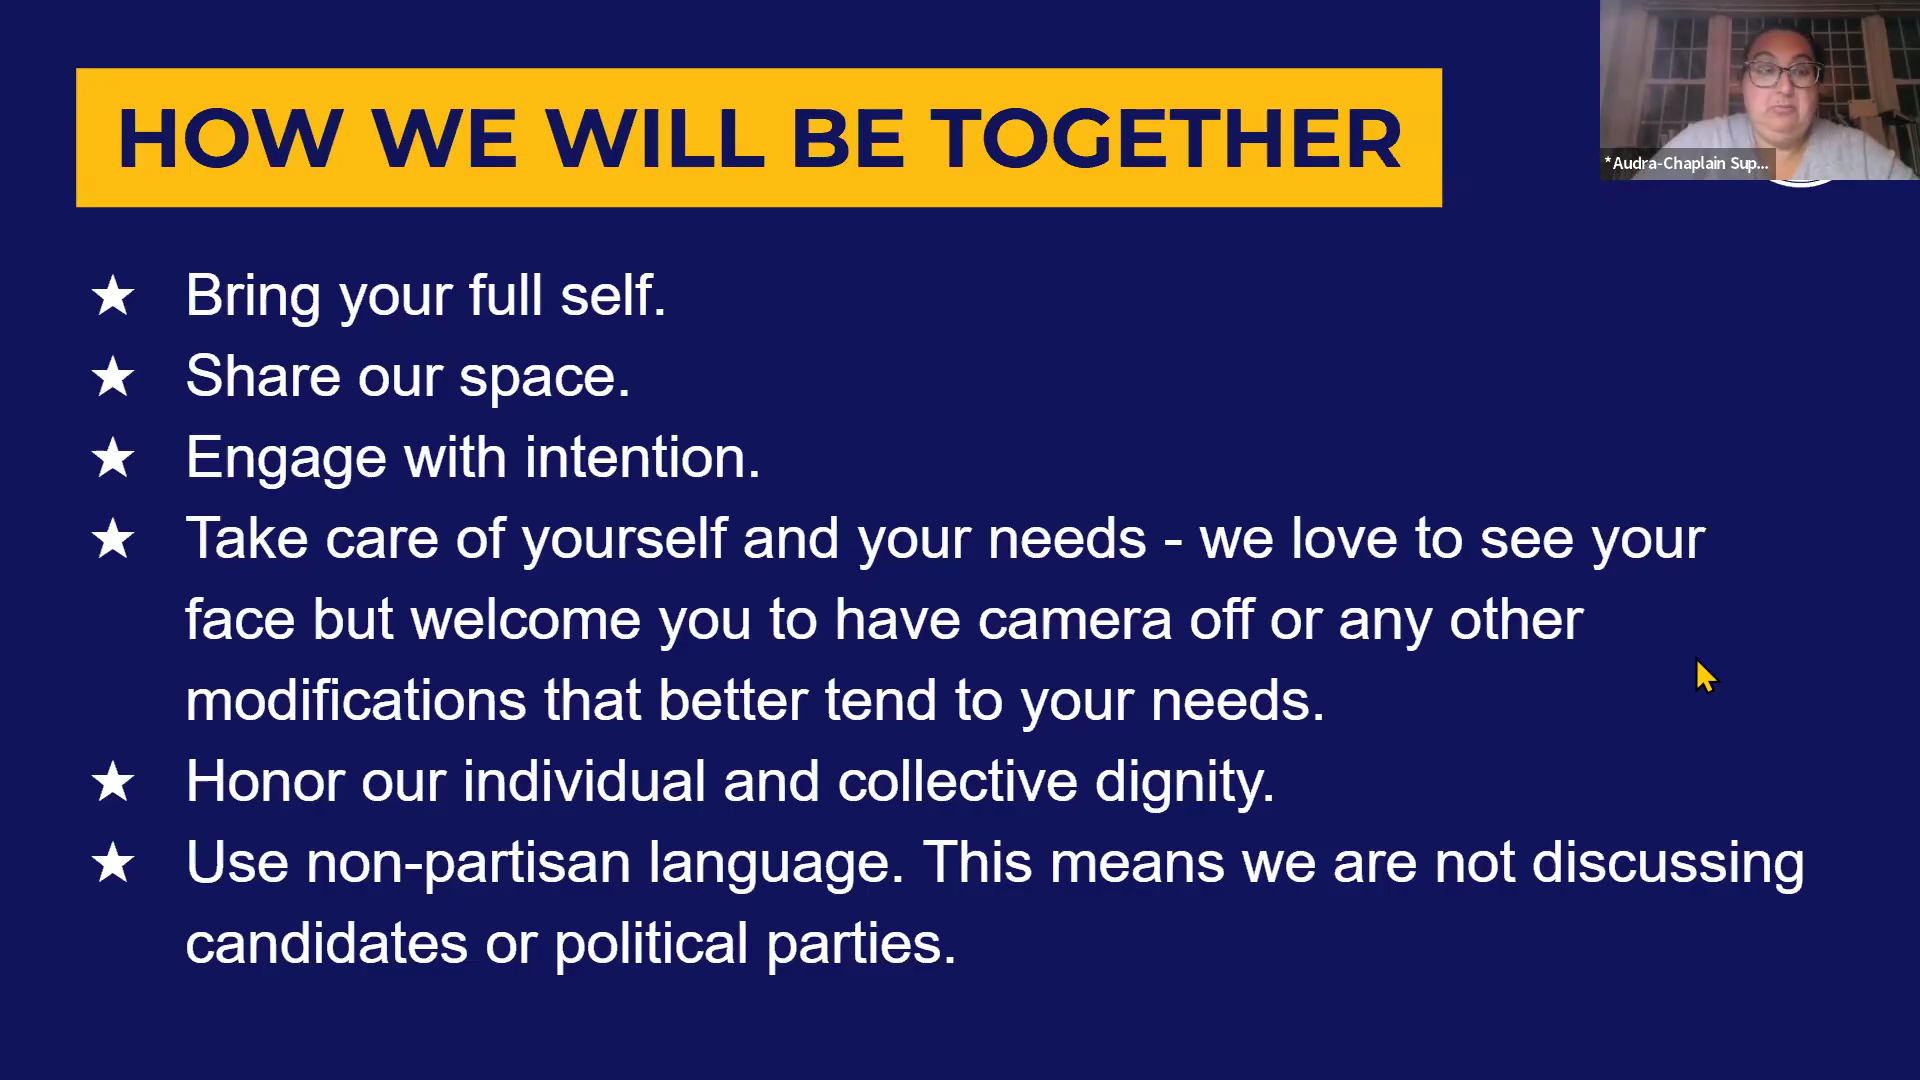 HOW WE WILL BE TOGETHER
*Audra-Chaplain Sup...
★ Bring your full self.
★ Share our space.
★ Engage with intention.
★ Take care of yourself and your needs - we love to see your
face but welcome you to have camera off or any other
modifications that better tend to your needs.
★ Honor our individual and collective dignity.
★ Use non-partisan language. This means we are not discussing
candidates or political parties.